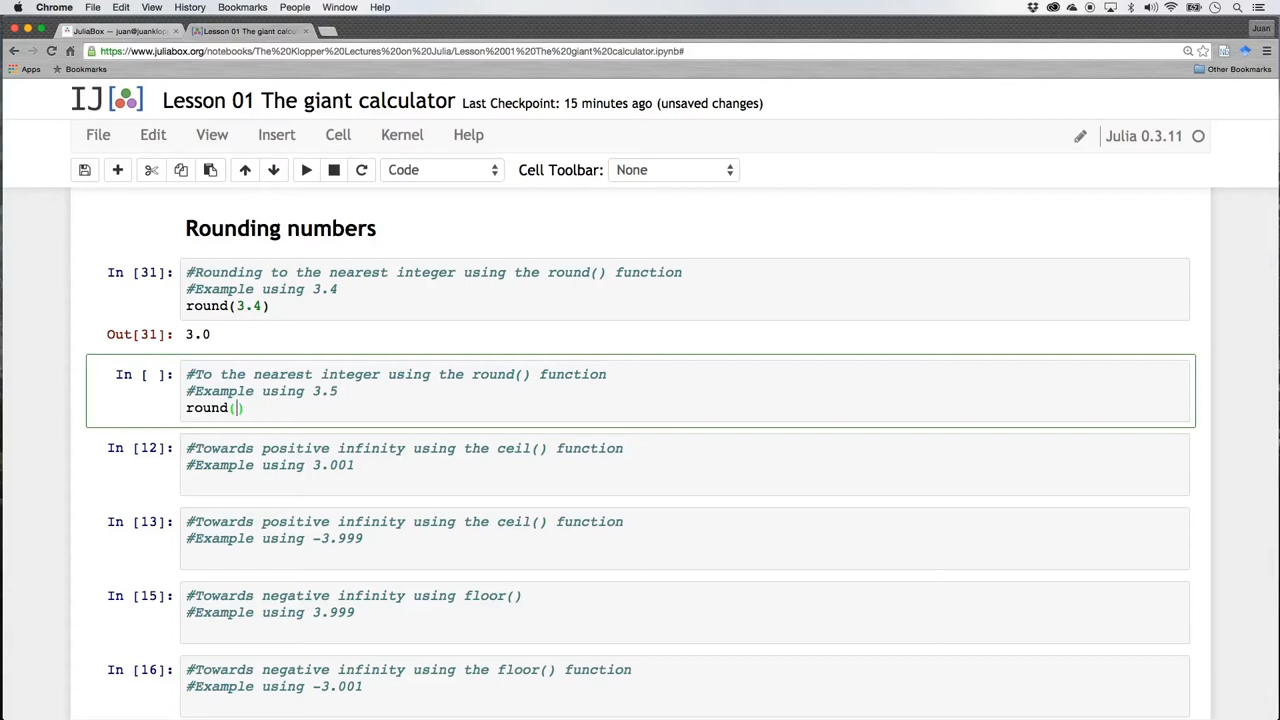 Chrome File Edit View History Bookmarks People Window Help
JuliaBox — juan@juanklop × Lesson 01 The giant calcul × Juan
https://www.juliabox.org/notebooks/The%20Klopper%20Lectures%20on%20Julia/Lesson%2001%20The%20giant%20calculator.ipynb#
Apps Bookmarks Other Bookmarks
IJ[ ] Lesson 01 The giant calculator Last Checkpoint: 15 minutes ago (unsaved changes)
File Edit View Insert Cell Kernel Help Julia 0.3.11
Code Cell Toolbar: None
Rounding numbers
In [31]: #Rounding to the nearest integer using the round() function
#Example using 3.4
round(3.4)
Out[31]: 3.0
In [ ]: #To the nearest integer using the round() function
#Example using 3.5
round()
In [12]: #Towards positive infinity using the ceil() function
#Example using 3.001
In [13]: #Towards positive infinity using the ceil() function
#Example using -3.999
In [15]: #Towards negative infinity using floor()
#Example using 3.999
In [16]: #Towards negative infinity using the floor() function
#Example using -3.001